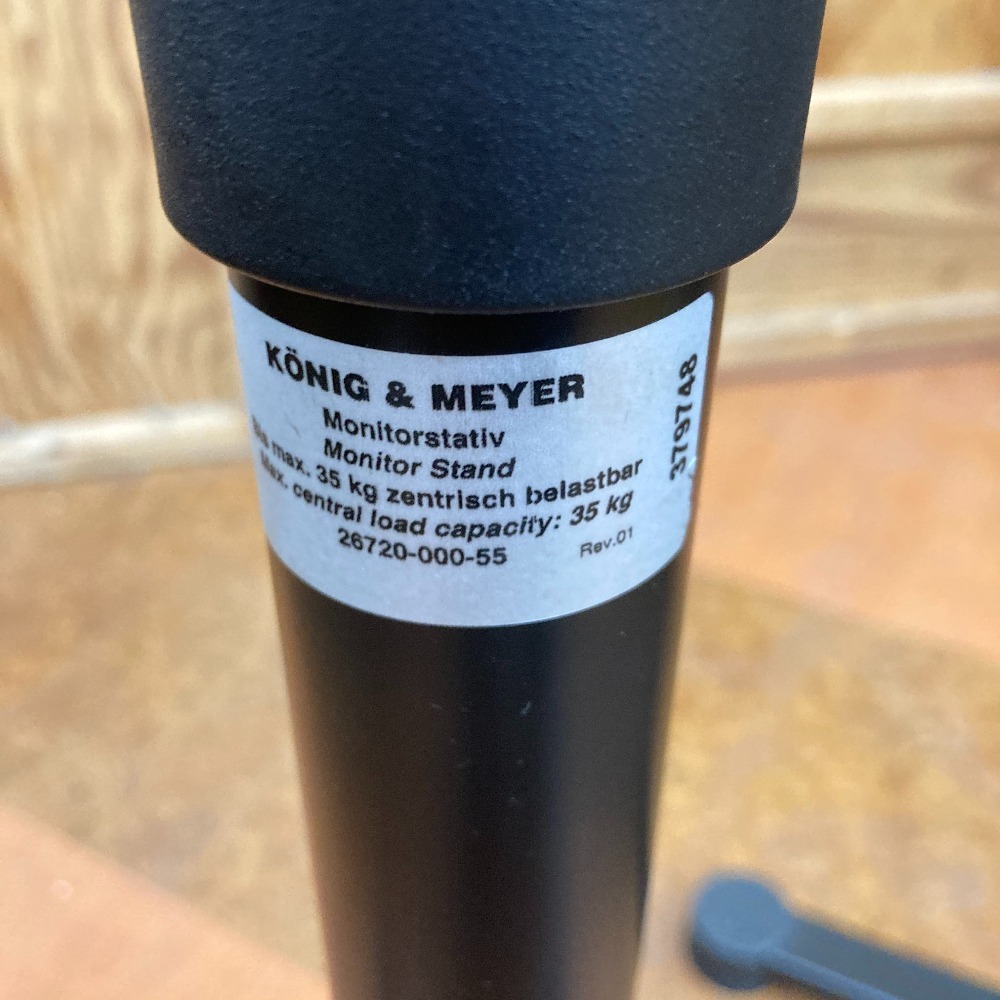 KÖNIG & MEYER
Monitorstativ
Monitor Stand
Bis max. 35 kg zentrisch belastbar
Max. central load capacity: 35 kg
26720-000-55
Rev.01
379748